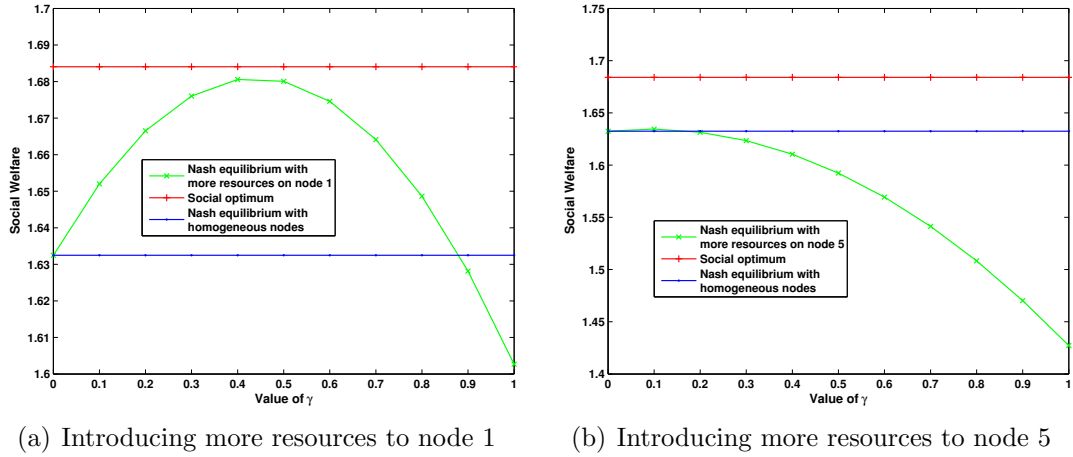 1.7
1.69
1.68
1.67
1.66
1.65
1.64
1.63
1.62
1.61
1.6
Social Welfare
Nash equilibrium with
more resources on node 1
Social optimum
Nash equilibrium with
homogeneous nodes
0 0.1 0.2 0.3 0.4 0.5 0.6 0.7 0.8 0.9 1
Value of γ
(a) Introducing more resources to node 1
1.75
1.7
1.65
1.6
1.55
1.5
1.45
1.4
Social Welfare
Nash equilibrium with
more resources on node 5
Social optimum
Nash equilibrium with
homogeneous nodes
0 0.1 0.2 0.3 0.4 0.5 0.6 0.7 0.8 0.9 1
Value of γ
(b) Introducing more resources to node 5